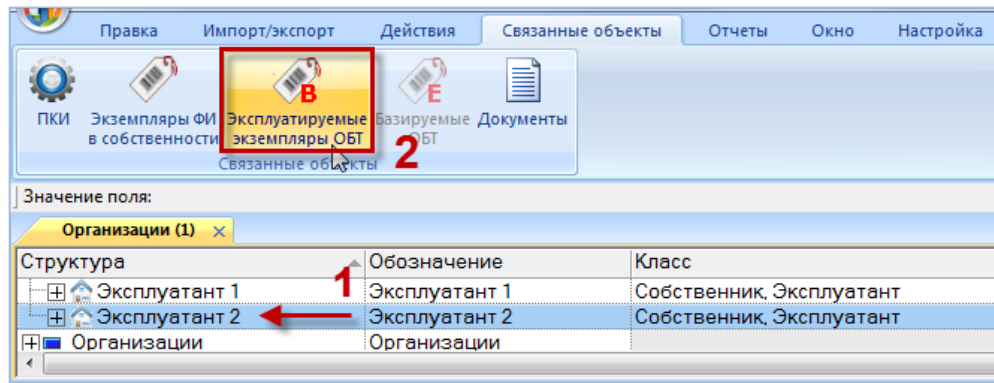 Правка Импорт/экспорт Действия Связанные объекты Отчеты Окно Настройка
B E
ПКИ Экземпляры ФИ Эксплуатируемые Базируемые Документы
в собственности экземпляры ОБТ ОБТ
2
Связанные объекты
Значение поля:
Организации (1)
Структура Обозначение Класс
1
Эксплуатант 1 Эксплуатант 1 Собственник, Эксплуатант
Эксплуатант 2 Эксплуатант 2 Собственник, Эксплуатант
Организации Организации